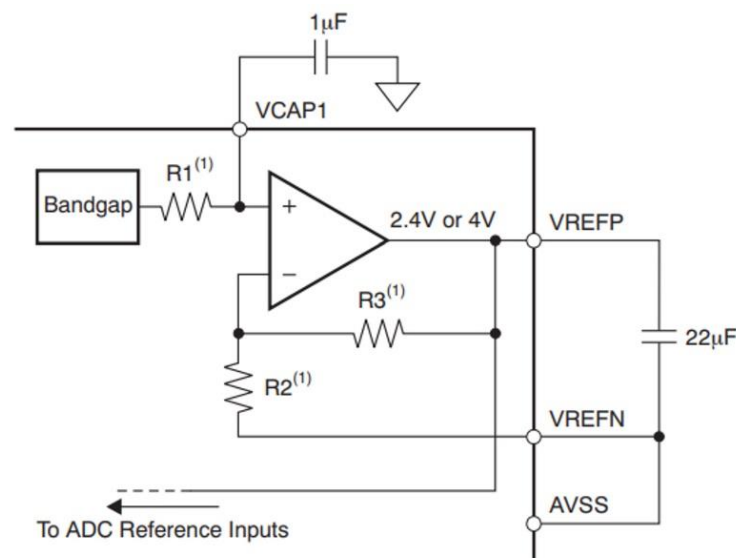 1μF
VCAP1
R1(1)
Bandgap
+
2.4V or 4V
VREFP
−
R3(1)
22μF
R2(1)
VREFN
AVSS
To ADC Reference Inputs